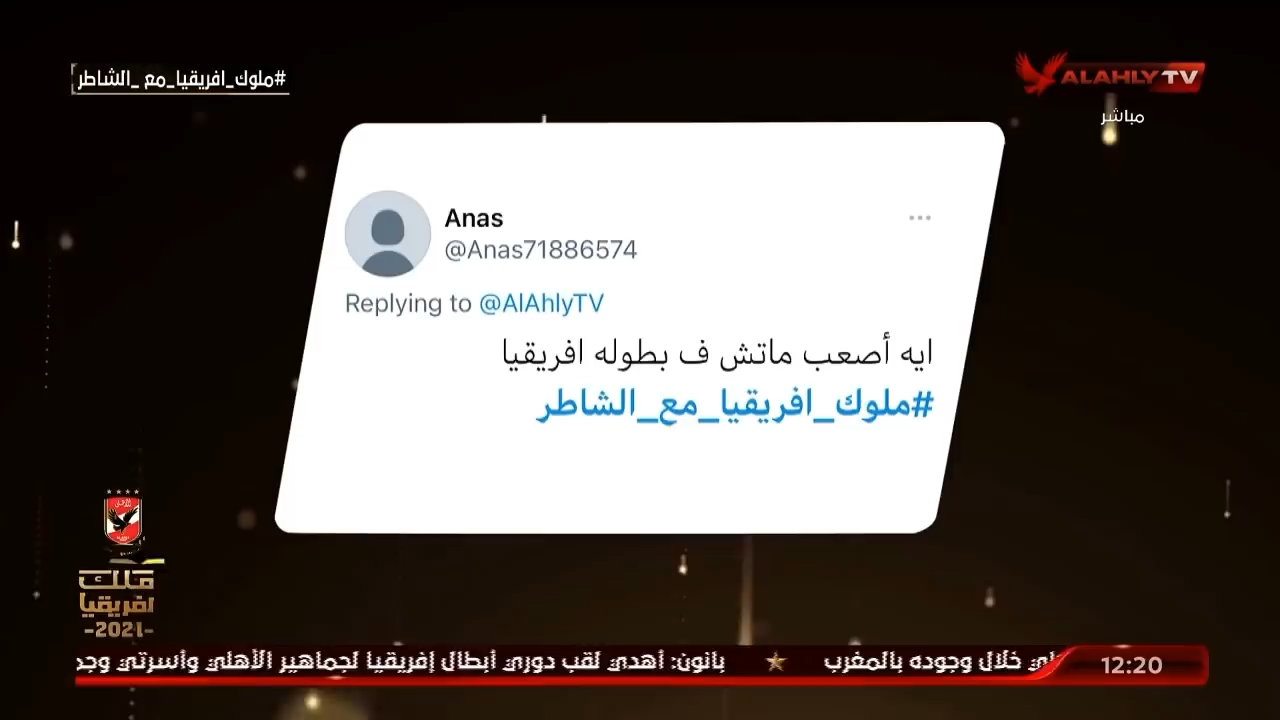 #ملوك_افريقيا_مع_الشاطر
ALAHLY TV
مباشر
Anas
@Anas71886574
Replying to @AlAhlyTV
ايه أصعب ماتش ف بطوله افريقيا
#ملوك_افريقيا_مع_الشاطر
ملك
افريقيا
-2021-
خلال وجوده بالمغرب ★ بانون: أهدي لقب دوري أبطال إفريقيا لجماهير الأهلي وأسرتي
12:20